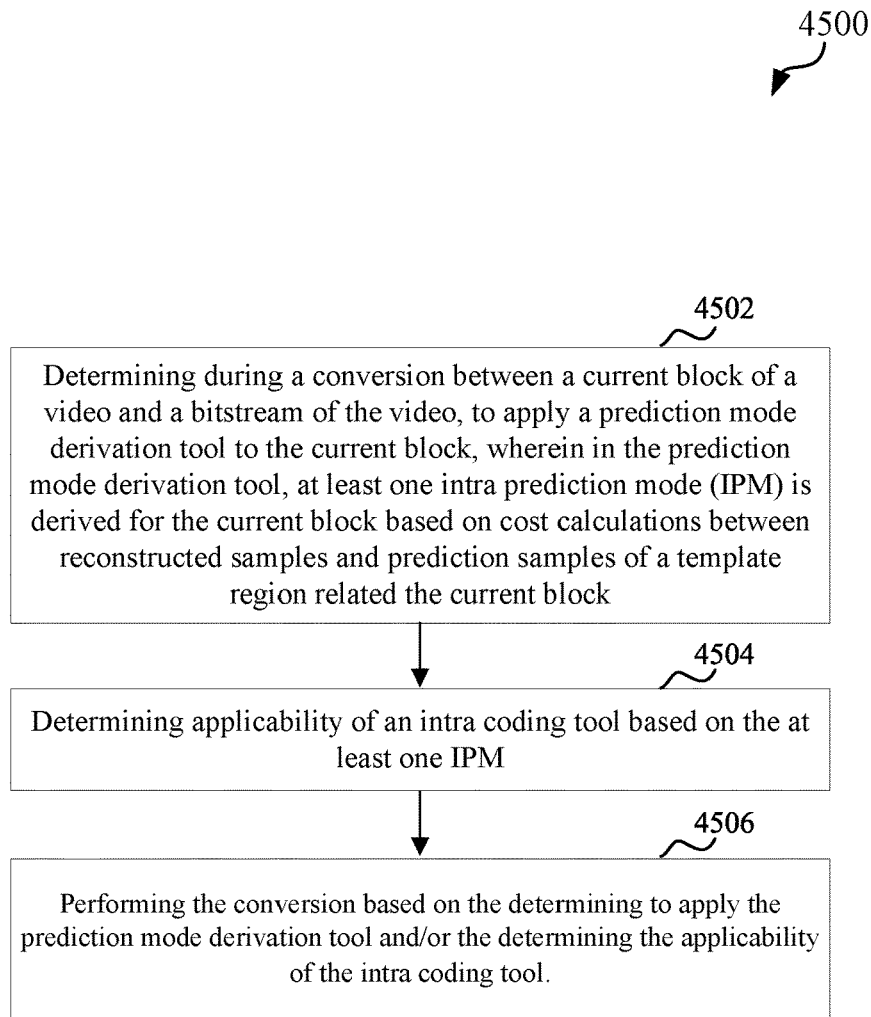 4500
4502
Determining during a conversion between a current block of a
video and a bitstream of the video, to apply a prediction mode
derivation tool to the current block, wherein in the prediction
mode derivation tool, at least one intra prediction mode (IPM) is
derived for the current block based on cost calculations between
reconstructed samples and prediction samples of a template
region related the current block
4504
Determining applicability of an intra coding tool based on the at
least one IPM
4506
Performing the conversion based on the determining to apply the
prediction mode derivation tool and/or the determining the applicability
of the intra coding tool.